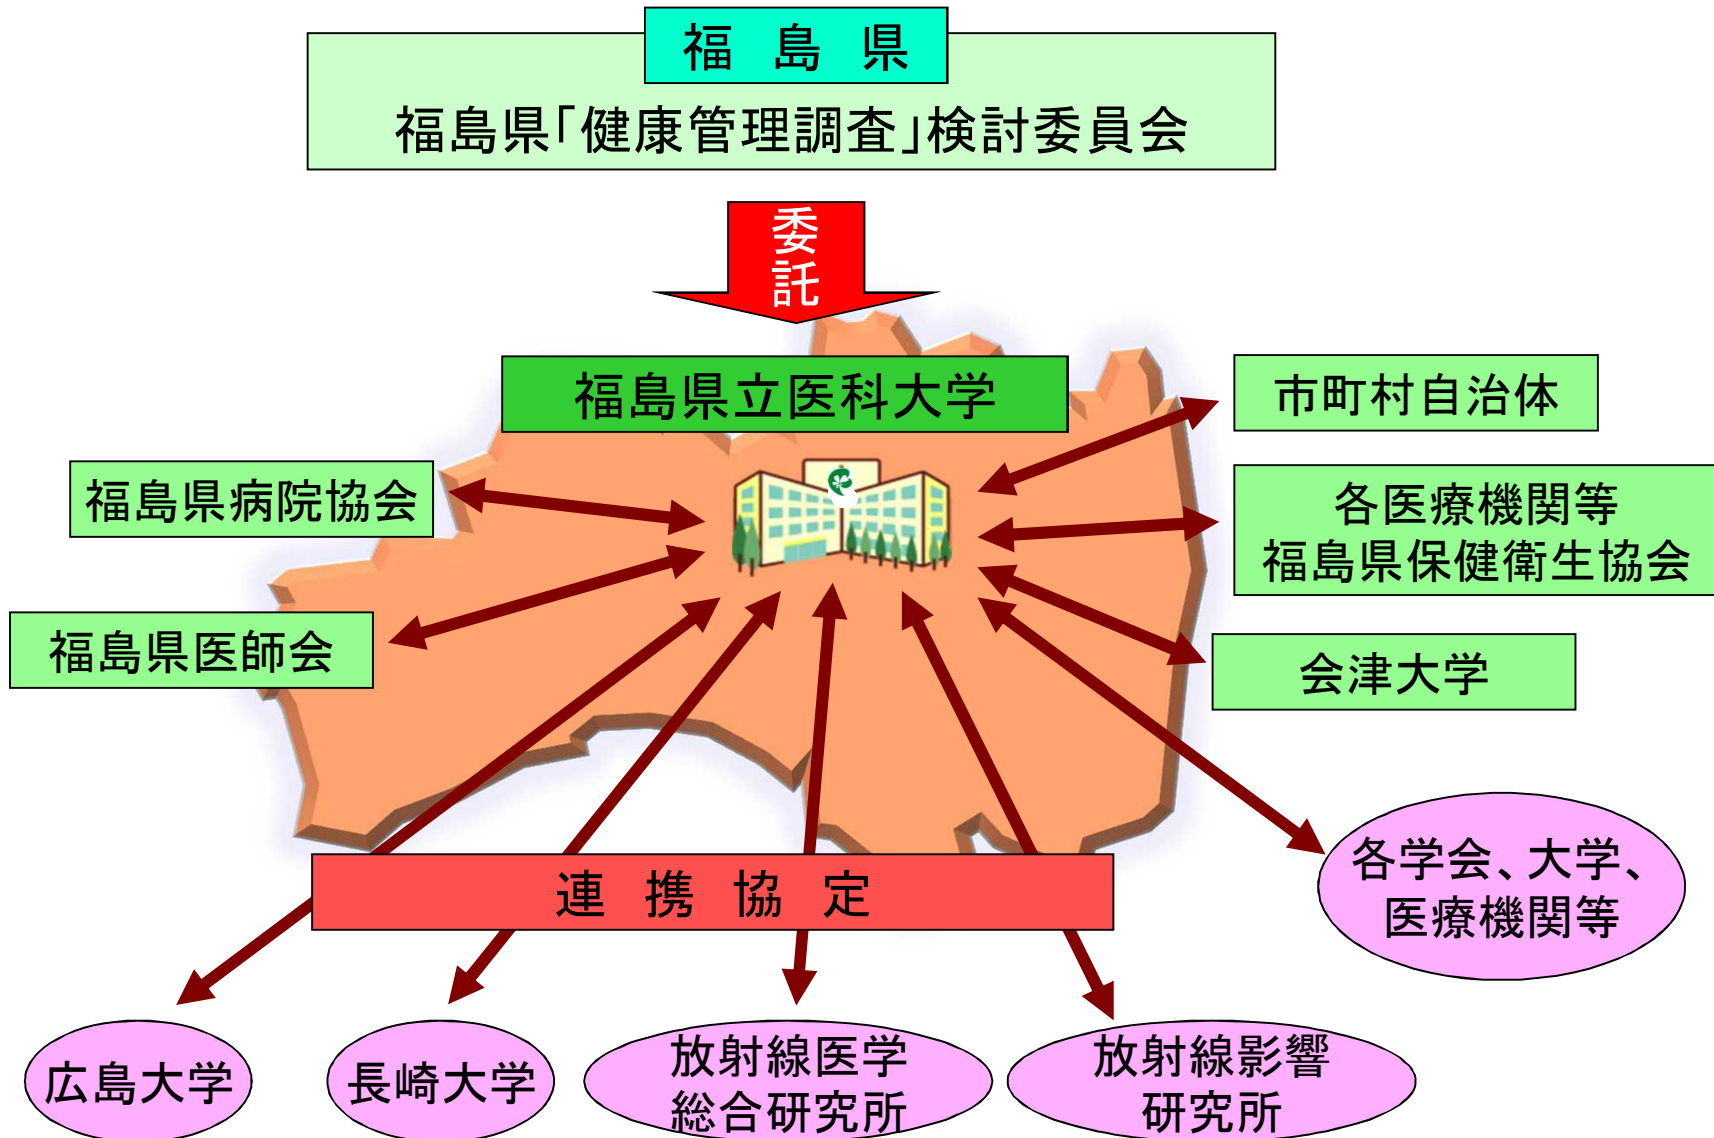 福島県
福島県「健康管理調査」検討委員会
委託
福島県立医科大学
市町村自治体
福島県病院協会
各医療機関等
福島県保健衛生協会
福島県医師会
会津大学
連携協定
各学会、大学、
医療機関等
広島大学
長崎大学
放射線医学
総合研究所
放射線影響
研究所